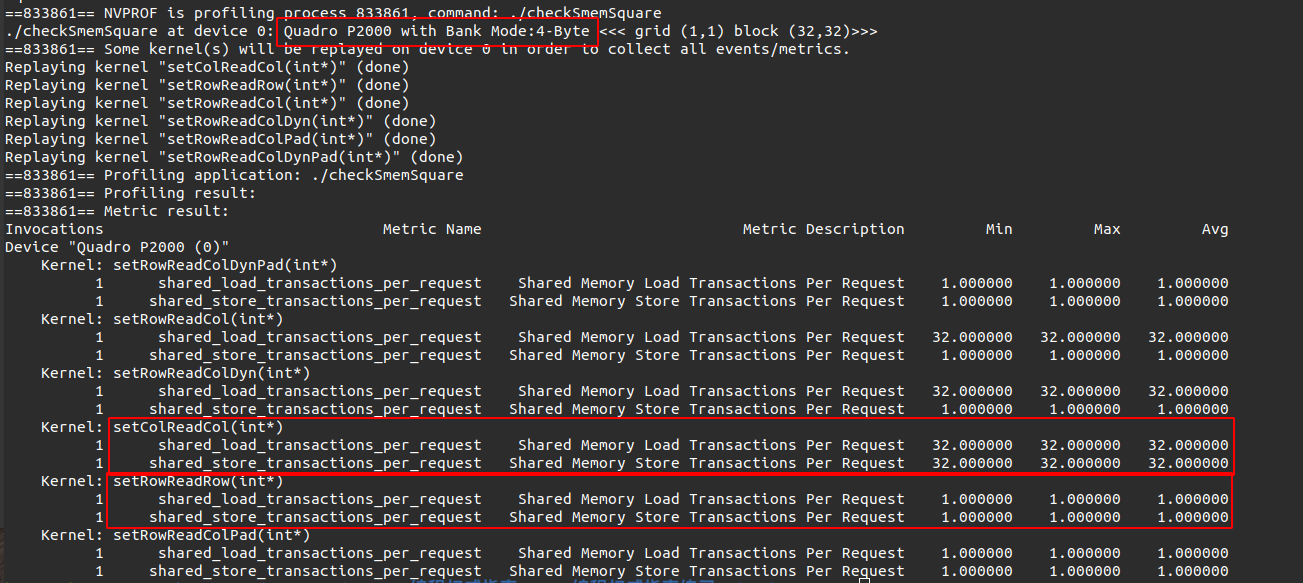 ==833861== NVPROF is profiling process 833861, command: ./checkSmemSquare
./checkSmemSquare at device 0: Quadro P2000 with Bank Mode:4-Byte <<< grid (1,1) block (32,32)>>>
==833861== Some kernel(s) will be replayed on device 0 in order to collect all events/metrics.
Replaying kernel "setColReadCol(int*)" (done)
Replaying kernel "setRowReadRow(int*)" (done)
Replaying kernel "setRowReadCol(int*)" (done)
Replaying kernel "setRowReadColDyn(int*)" (done)
Replaying kernel "setRowReadColPad(int*)" (done)
Replaying kernel "setRowReadColDynPad(int*)" (done)
==833861== Profiling application: ./checkSmemSquare
==833861== Profiling result:
==833861== Metric result:
Invocations Metric Name Metric Description Min Max Avg
Device "Quadro P2000 (0)"
Kernel: setRowReadColDynPad(int*)
1 shared_load_transactions_per_request Shared Memory Load Transactions Per Request 1.000000 1.000000 1.000000
1 shared_store_transactions_per_request Shared Memory Store Transactions Per Request 1.000000 1.000000 1.000000
Kernel: setRowReadCol(int*)
1 shared_load_transactions_per_request Shared Memory Load Transactions Per Request 32.000000 32.000000 32.000000
1 shared_store_transactions_per_request Shared Memory Store Transactions Per Request 1.000000 1.000000 1.000000
Kernel: setRowReadColDyn(int*)
1 shared_load_transactions_per_request Shared Memory Load Transactions Per Request 32.000000 32.000000 32.000000
1 shared_store_transactions_per_request Shared Memory Store Transactions Per Request 1.000000 1.000000 1.000000
Kernel: setColReadCol(int*)
1 shared_load_transactions_per_request Shared Memory Load Transactions Per Request 32.000000 32.000000 32.000000
1 shared_store_transactions_per_request Shared Memory Store Transactions Per Request 32.000000 32.000000 32.000000
Kernel: setRowReadRow(int*)
1 shared_load_transactions_per_request Shared Memory Load Transactions Per Request 1.000000 1.000000 1.000000
1 shared_store_transactions_per_request Shared Memory Store Transactions Per Request 1.000000 1.000000 1.000000
Kernel: setRowReadColPad(int*)
1 shared_load_transactions_per_request Shared Memory Load Transactions Per Request 1.000000 1.000000 1.000000
1 shared_store_transactions_per_request Shared Memory Store Transactions Per Request 1.000000 1.000000 1.000000